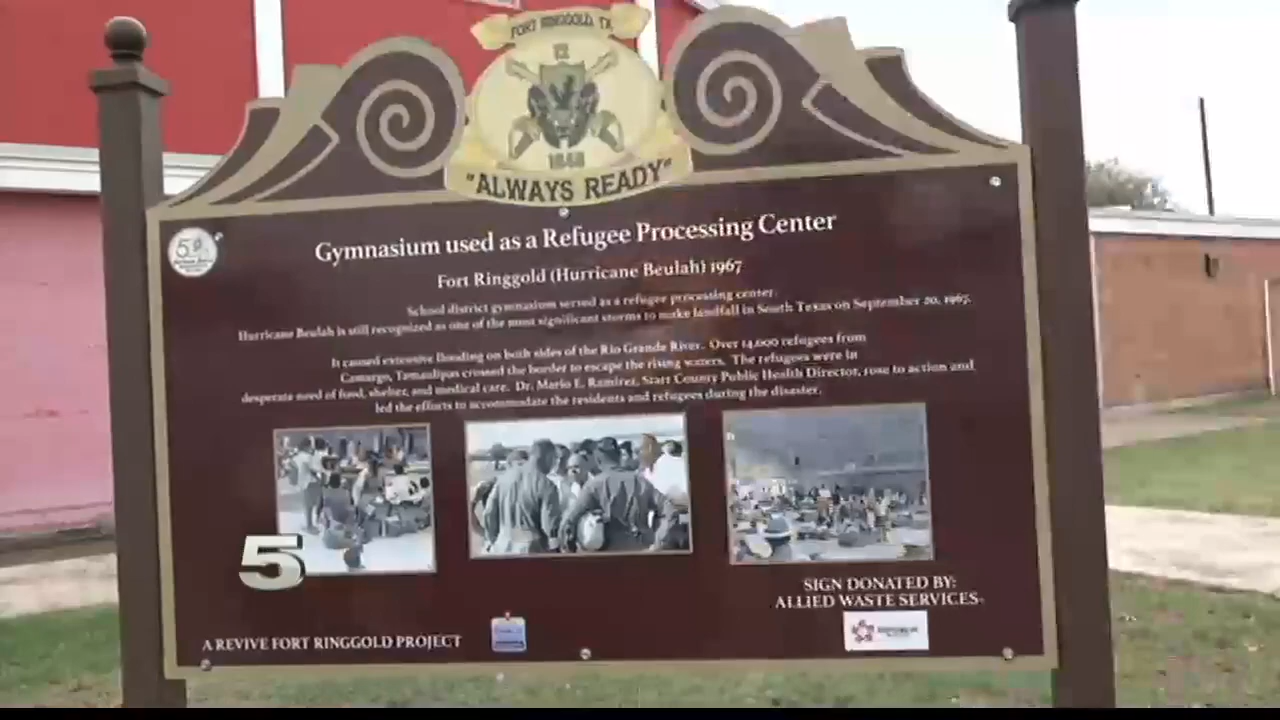 FORT RINGGOLD, TX
1848
"ALWAYS READY"
50
Gymnasium used as a Refugee Processing Center
Fort Ringgold (Hurricane Beulah) 1967
School district gymnasium served as a refugee processing center.
Hurricane Beulah is still recognized as one of the most significant storms to make landfall in South Texas on September 20, 1967.
It caused extensive flooding on both sides of the Rio Grande River. Over 14,000 refugees from
Camargo, Tamaulipas crossed the border to escape the rising waters. The refugees were in
desperate need of food, shelter, and medical care. Dr. Mario E. Ramirez, Starr County Public Health Director, rose to action and
led the efforts to accommodate the residents and refugees during the disaster.
5
SIGN DONATED BY:
ALLIED WASTE SERVICES
A REVIVE FORT RINGGOLD PROJECT